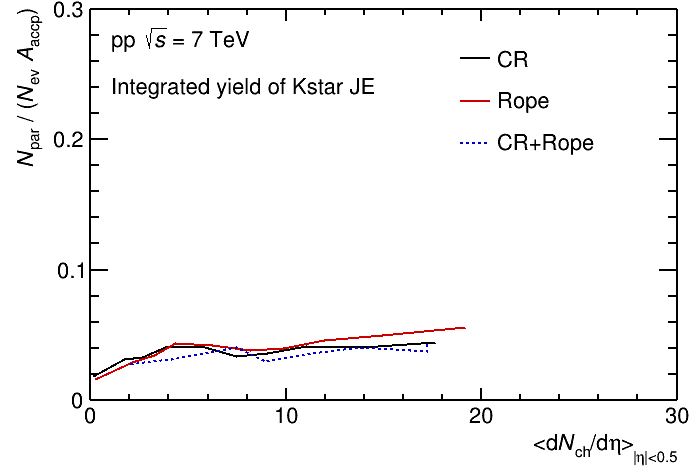 0.3
pp √s = 7 TeV
Integrated yield of Kstar JE
CR
Rope
CR+Rope
N_par / (N_ev A_accp)
0.2
0.1
0
0 10 20 30
<dN_ch/dη>_|η|<0.5